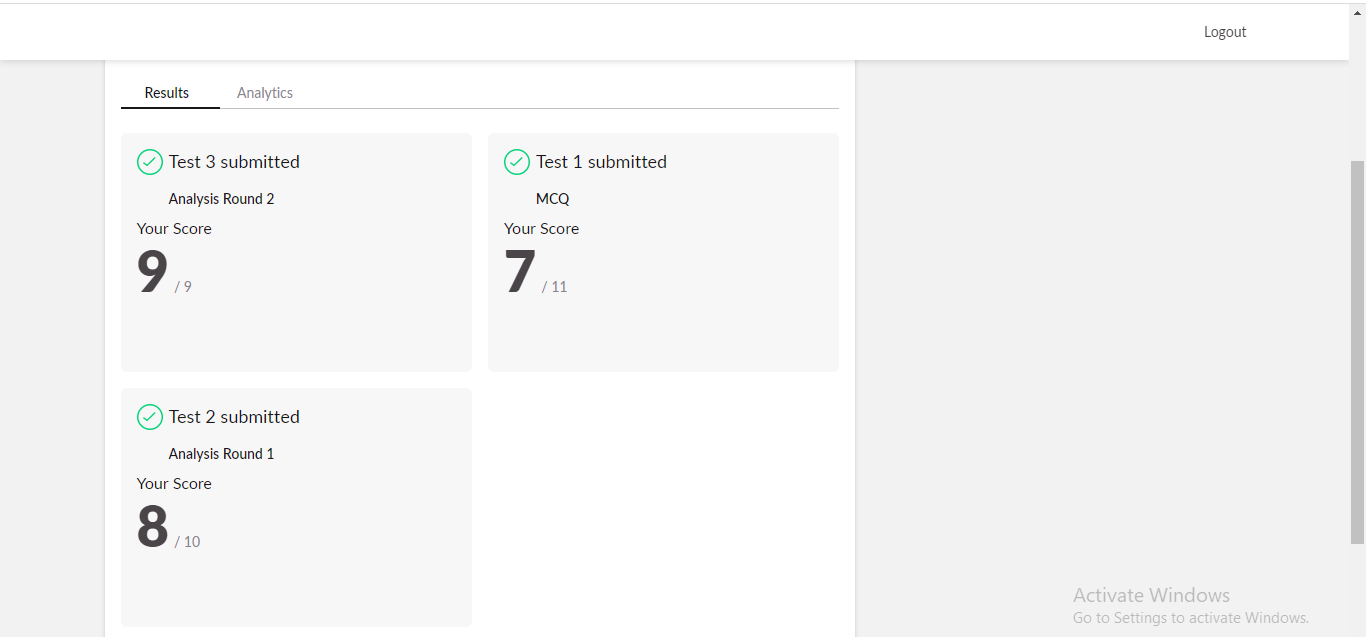 Logout
Results Analytics
Test 3 submitted
Analysis Round 2
Your Score
9 / 9
Test 1 submitted
MCQ
Your Score
7 / 11
Test 2 submitted
Analysis Round 1
Your Score
8 / 10
Activate Windows
Go to Settings to activate Windows.